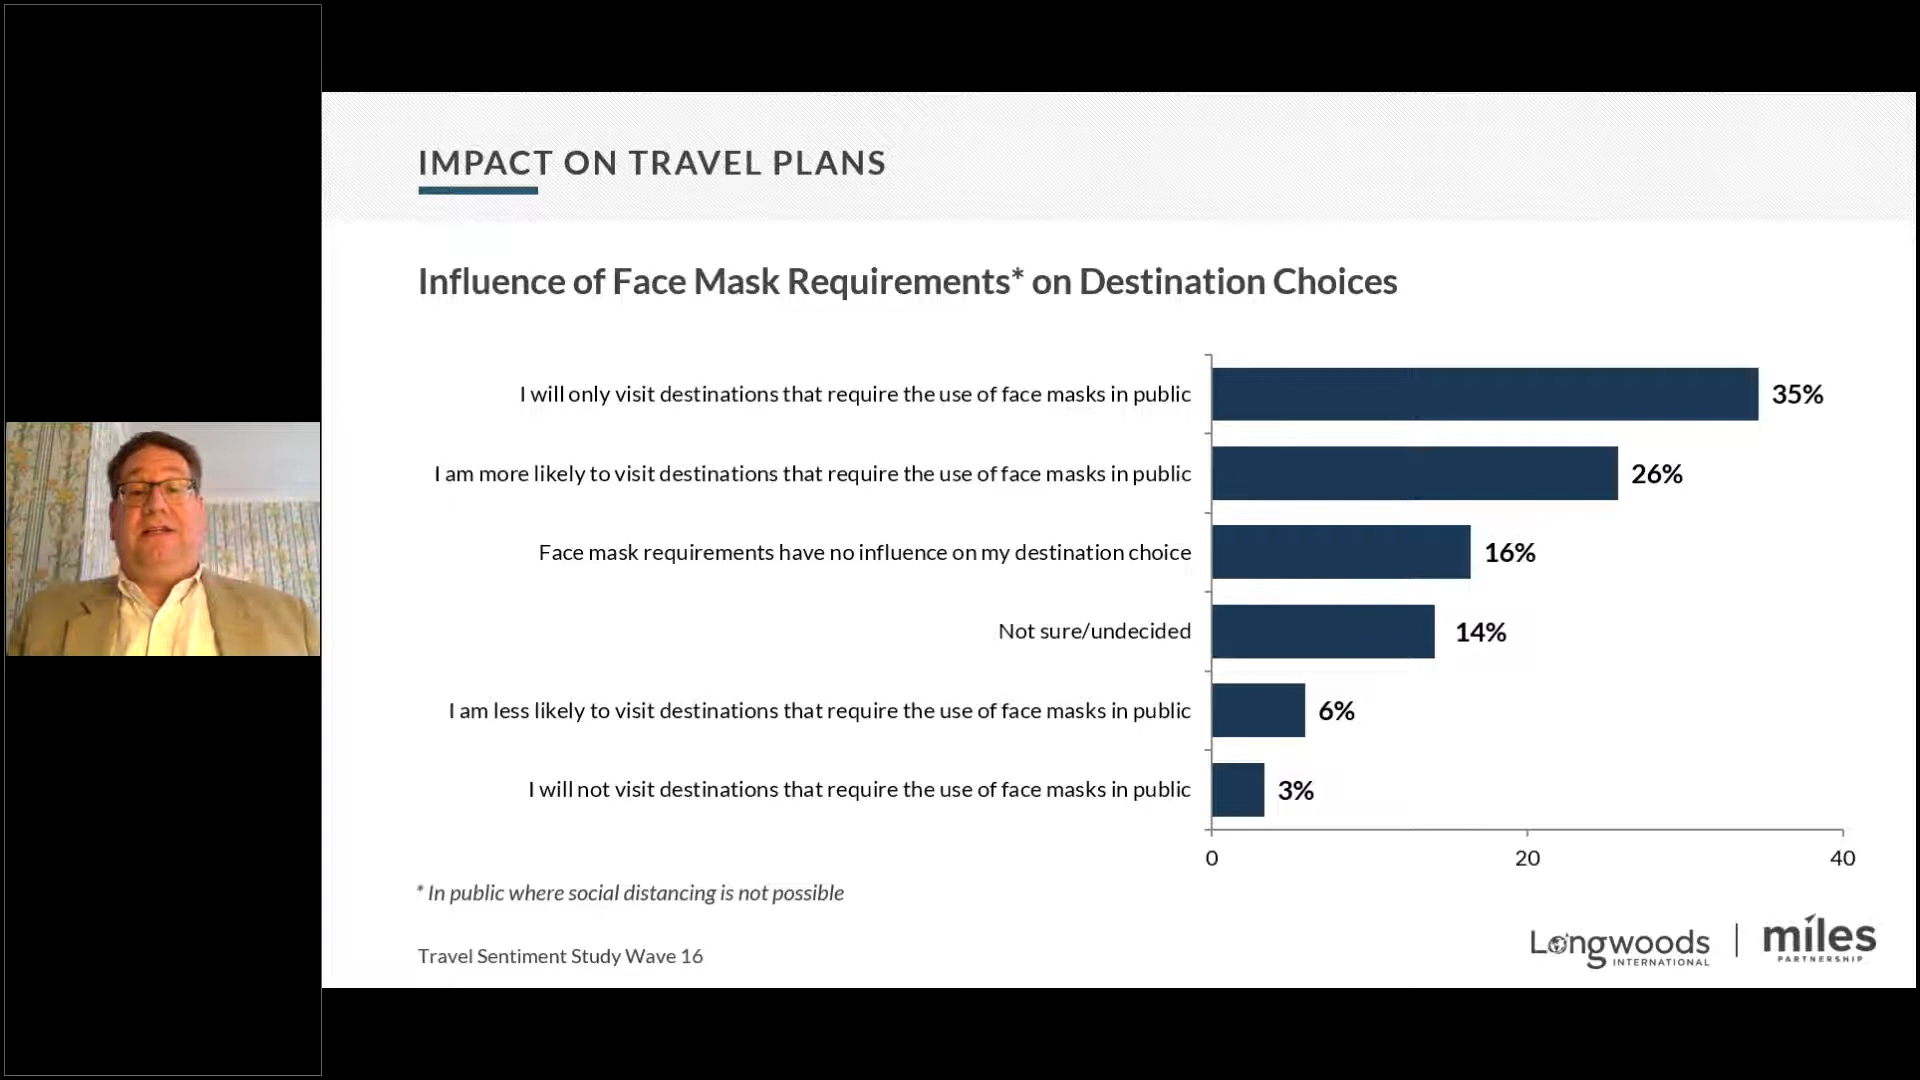 IMPACT ON TRAVEL PLANS
Influence of Face Mask Requirements* on Destination Choices
I will only visit destinations that require the use of face masks in public 35%
I am more likely to visit destinations that require the use of face masks in public 26%
Face mask requirements have no influence on my destination choice 16%
Not sure/undecided 14%
I am less likely to visit destinations that require the use of face masks in public 6%
I will not visit destinations that require the use of face masks in public 3%
0 20 40
* In public where social distancing is not possible
Travel Sentiment Study Wave 16
Longwoods INTERNATIONAL | miles PARTNERSHIP